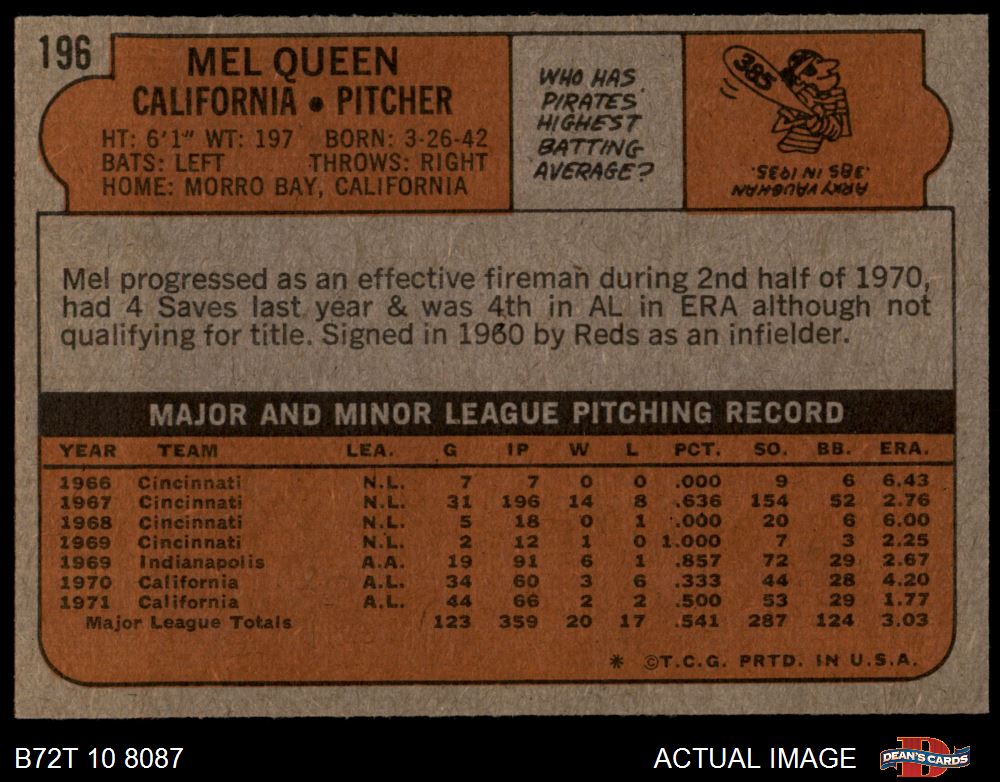 196
MEL QUEEN
CALIFORNIA • PITCHER
HT: 6'1" WT: 197 BORN: 3-26-42
BATS: LEFT THROWS: RIGHT
HOME: MORRO BAY, CALIFORNIA
WHO HAS
PIRATES
HIGHEST
BATTING
AVERAGE?
385
ARKY VAUGHAN
.385 IN 1935.
Mel progressed as an effective fireman during 2nd half of 1970,
had 4 Saves last year & was 4th in AL in ERA although not
qualifying for title. Signed in 1960 by Reds as an infielder.
MAJOR AND MINOR LEAGUE PITCHING RECORD
YEAR TEAM LEA. G IP W L PCT. SO. BB. ERA.
1966 Cincinnati N.L. 7 7 0 0 .000 9 6 6.43
1967 Cincinnati N.L. 31 196 14 8 .636 154 52 2.76
1968 Cincinnati N.L. 5 18 0 1 .000 20 6 6.00
1969 Cincinnati N.L. 2 12 1 0 1.000 7 3 2.25
1969 Indianapolis A.A. 19 91 6 1 .857 72 29 2.67
1970 California A.L. 34 60 3 6 .333 44 28 4.20
1971 California A.L. 44 66 2 2 .500 53 29 1.77
Major League Totals 123 359 20 17 .541 287 124 3.03
* ©T.C.G. PRTD. IN U.S.A.
B72T 10 8087
ACTUAL IMAGE
DEAN'S CARDS